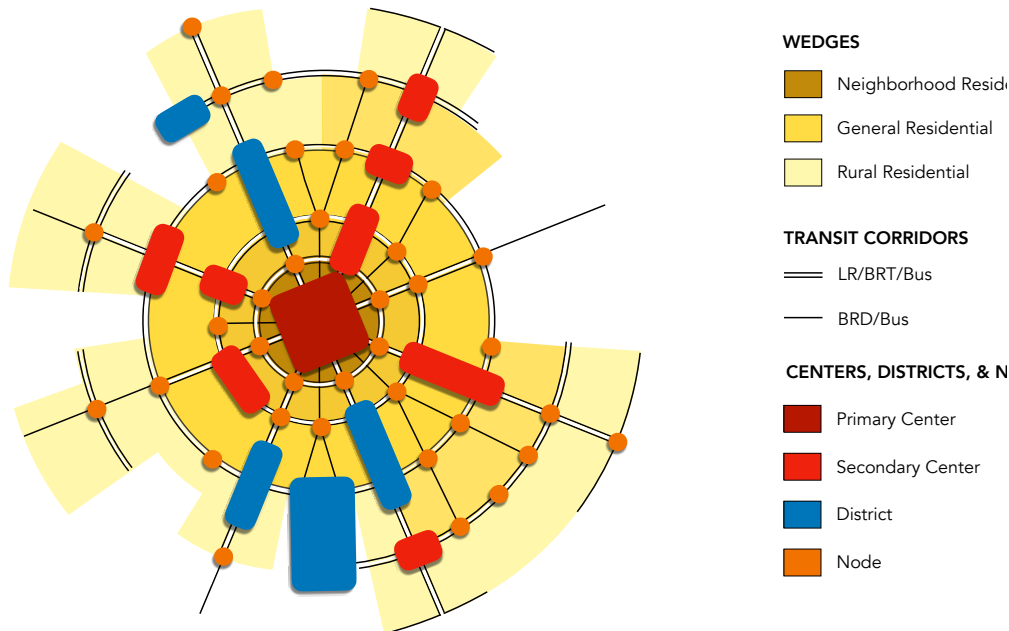 WEDGES
Neighborhood
General Residential
Rural Residential
TRANSIT CORRIDORS
LR/BRT/Bus
BRD/Bus
CENTERS, DISTRICTS, &
Primary Center
Secondary Center
District
Node